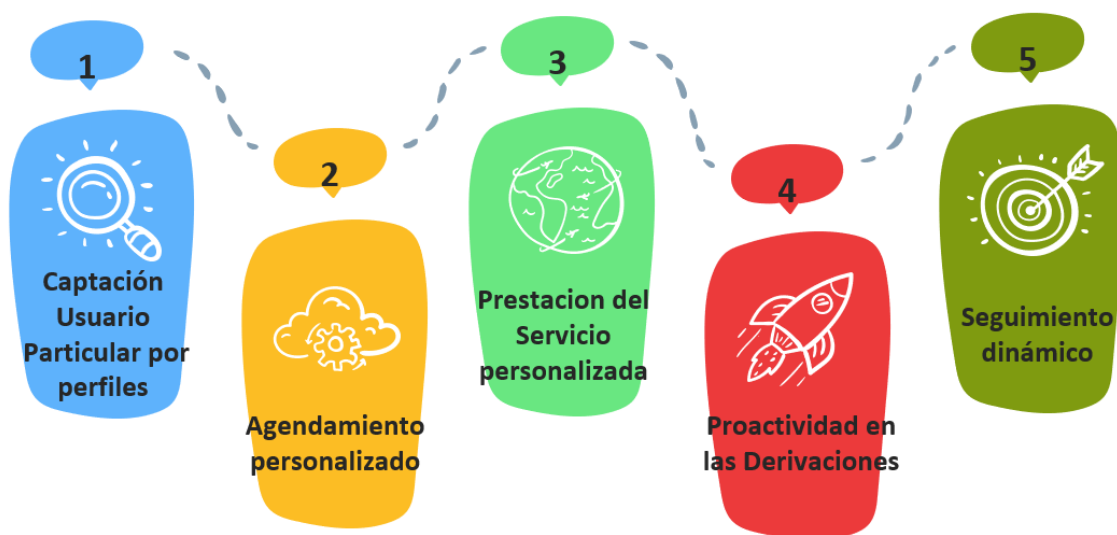 1
Captación
Usuario
Particular por
perfiles
2
Agendamiento
personalizado
3
Prestacion del
Servicio
personalizada
4
Proactividad en
las Derivaciones
5
Seguimiento
dinámico